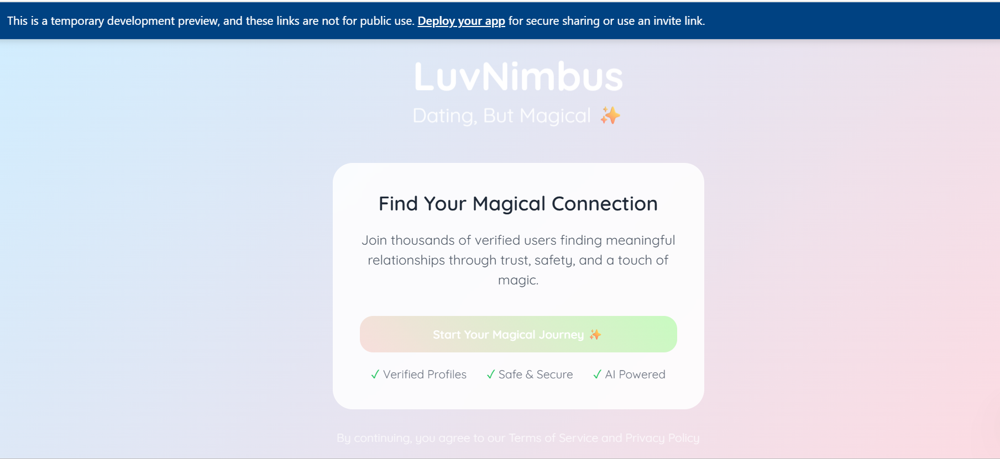 This is a temporary development preview, and these links are not for public use. Deploy your app for secure sharing or use an invite link.
LuvNimbus
Dating, But Magical ✨
Find Your Magical Connection
Join thousands of verified users finding meaningful
relationships through trust, safety, and a touch of
magic.
Start Your Magical Journey ✨
✓ Verified Profiles ✓ Safe & Secure ✓ AI Powered
By continuing, you agree to our Terms of Service and Privacy Policy